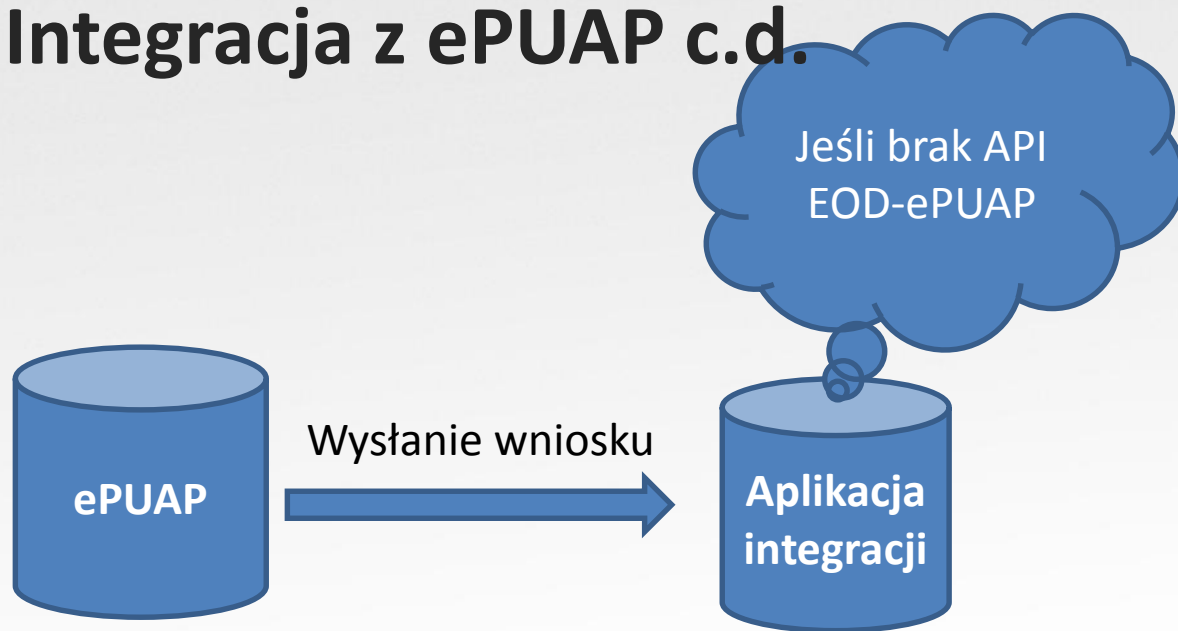 Integracja z ePUAP c.d.
Jeśli brak API
EOD-ePUAP
Wysłanie wniosku
ePUAP
Aplikacja
integracji